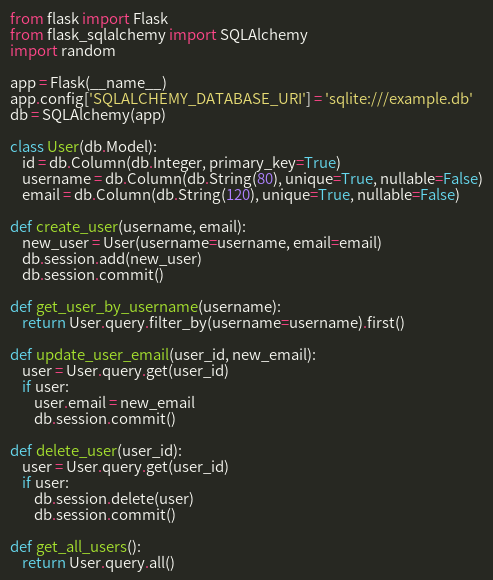 from flask import Flask
from flask_sqlalchemy import SQLAlchemy
import random

app = Flask(__name__)
app.config['SQLALCHEMY_DATABASE_URI'] = 'sqlite:///example.db'
db = SQLAlchemy(app)

class User(db.Model):
    id = db.Column(db.Integer, primary_key=True)
    username = db.Column(db.String(80), unique=True, nullable=False)
    email = db.Column(db.String(120), unique=True, nullable=False)

def create_user(username, email):
    new_user = User(username=username, email=email)
    db.session.add(new_user)
    db.session.commit()

def get_user_by_username(username):
    return User.query.filter_by(username=username).first()

def update_user_email(user_id, new_email):
    user = User.query.get(user_id)
    if user:
        user.email = new_email
        db.session.commit()

def delete_user(user_id):
    user = User.query.get(user_id)
    if user:
        db.session.delete(user)
        db.session.commit()

def get_all_users():
    return User.query.all()